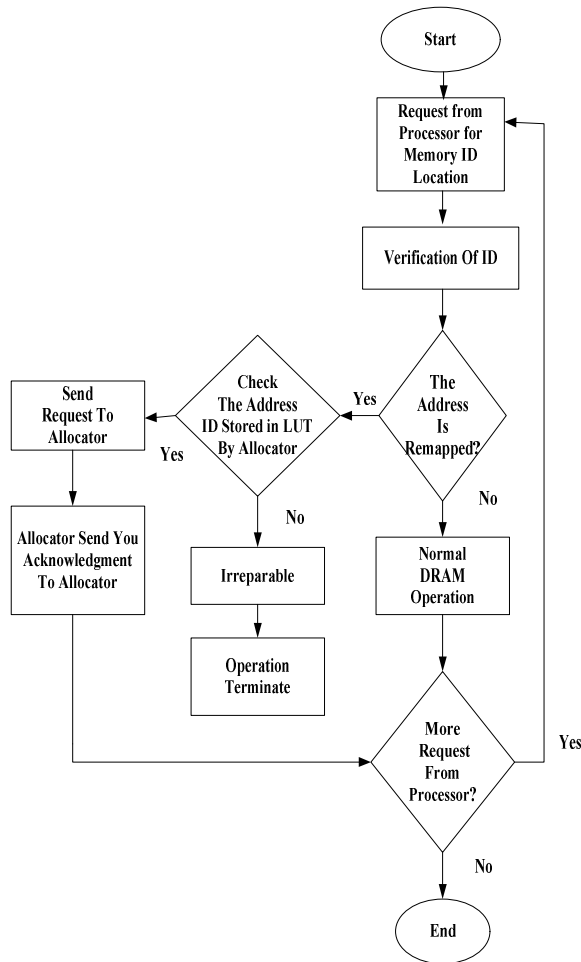 Start
Request from
Processor for
Memory ID
Location
Verification Of ID
The
Address
Is
Remapped?
Yes
No
Check
The Address
ID Stored in LUT
By Allocator
Yes
No
Send
Request To
Allocator
Allocator Send You
Acknowledgment
To Allocator
Irreparable
Operation
Terminate
Normal
DRAM
Operation
More
Request
From
Processor?
Yes
No
End